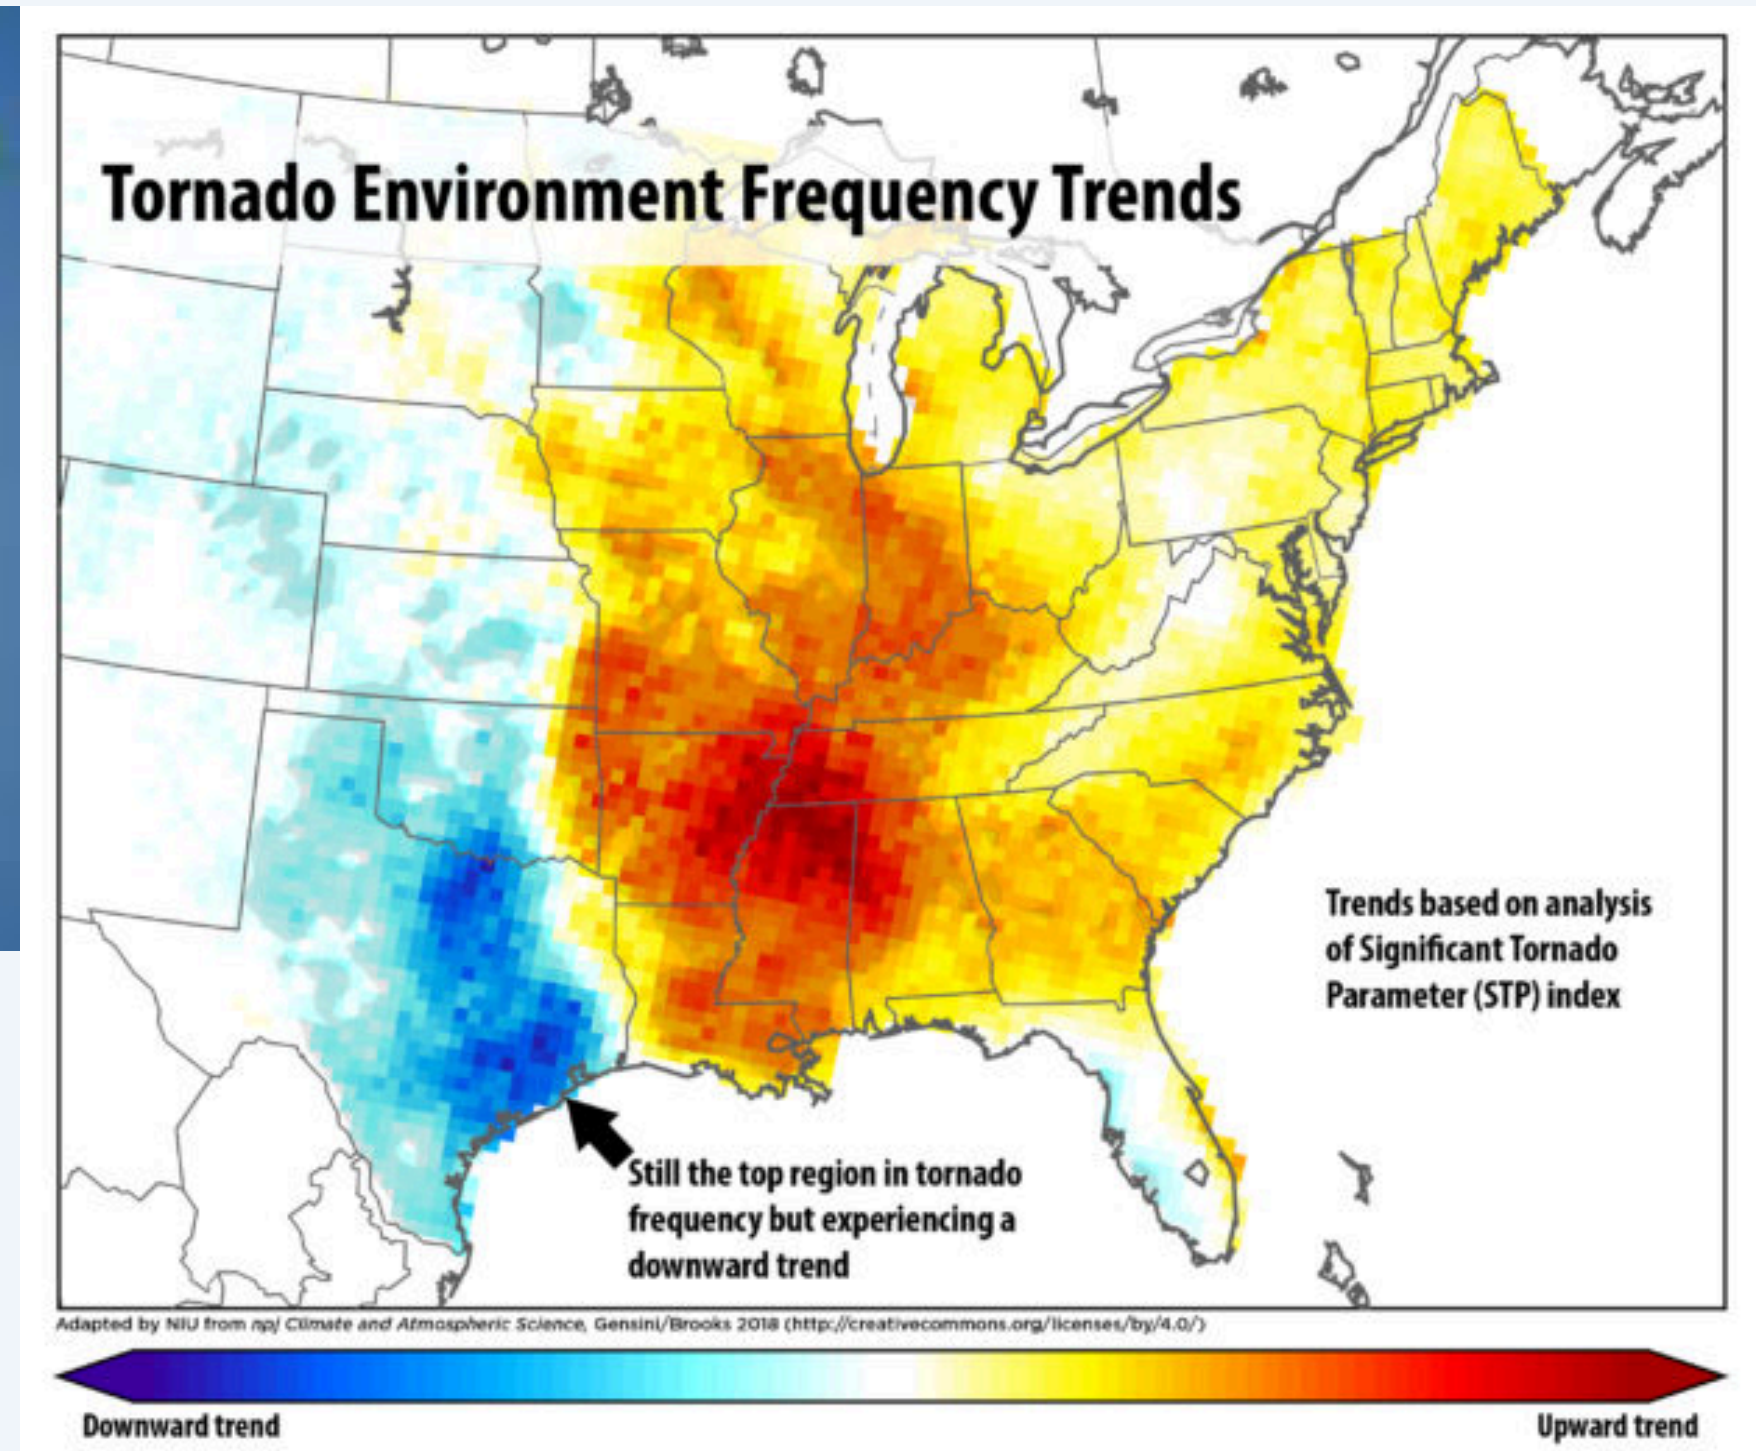 Tornado Environment Frequency Trends
Trends based on analysis
of Significant Tornado
Parameter (STP) index
Still the top region in tornado
frequency but experiencing a
downward trend
Adapted by NIU from npj Climate and Atmospheric Science, Gensini/Brooks 2018 (http://creativecommons.org/licenses/by/4.0/)
Downward trend
Upward trend